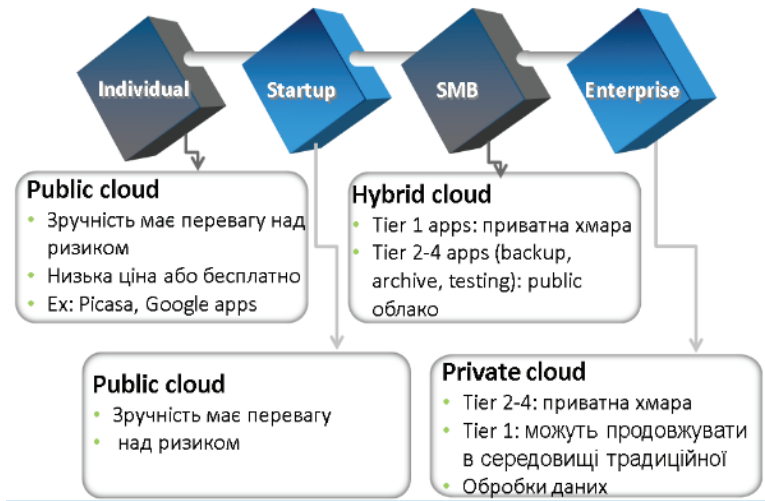 Individual
Startup
SMB
Enterprise
Public cloud
Зручність має перевагу над
ризиком
Низька ціна або бесплатно
Ex: Picasa, Google apps
Hybrid cloud
Tier 1 apps: приватна хмара
Tier 2-4 apps (backup,
archive, testing): public
облако
Public cloud
Зручність має перевагу
над ризиком
Private cloud
Tier 2-4: приватна хмара
Tier 1: можуть продовжувати
в середовищі традиційної
Обробки даних